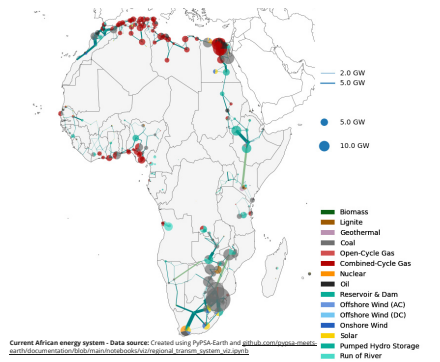 2.0 GW
5.0 GW
5.0 GW
10.0 GW
Biomass
Lignite
Geothermal
Coal
Open-Cycle Gas
Combined-Cycle Gas
Nuclear
Oil
Reservoir & Dam
Offshore Wind (AC)
Offshore Wind (DC)
Onshore Wind
Solar
Pumped Hydro Storage
Run of River
Current African energy system - Data source: Created using PyPSA-Earth and github.com/pypsa-meets-
earth/documentation/blob/main/notebooks/viz/regional_transm_system_viz.ipynb